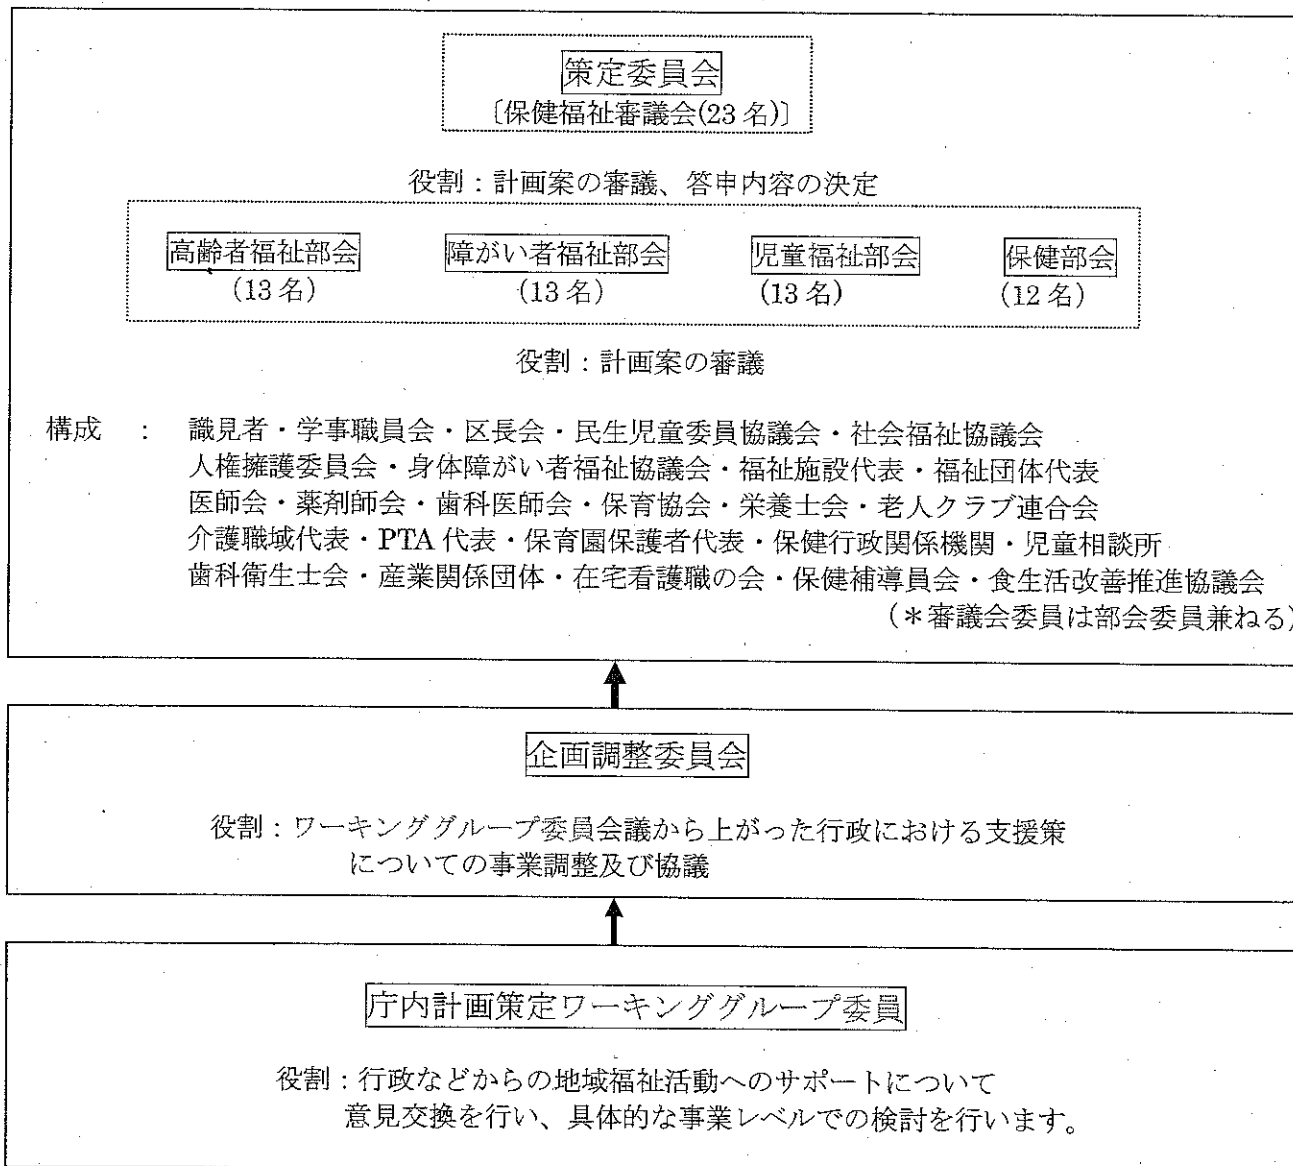 策定委員会
〔保健福祉審議会(23名)〕
役割：計画案の審議、答申内容の決定
高齢者福祉部会 障がい者福祉部会 児童福祉部会 保健部会
(13名) (13名) (13名) (12名)
役割：計画案の審議
構成 ： 識見者・学事職員会・区長会・民生児童委員協議会・社会福祉協議会
人権擁護委員会・身体障がい者福祉協議会・福祉施設代表・福祉団体代表
医師会・薬剤師会・歯科医師会・保育協会・栄養士会・老人クラブ連合会
介護職域代表・PTA代表・保育園保護者代表・保健行政関係機関・児童相談所
歯科衛生士会・産業関係団体・在宅看護職の会・保健補導員会・食生活改善推進協議会
(＊審議会委員は部会委員兼ねる)
企画調整委員会
役割：ワーキンググループ委員会議から上がった行政における支援策
についての事業調整及び協議
庁内計画策定ワーキンググループ委員
役割：行政などからの地域福祉活動へのサポートについて
意見交換を行い、具体的な事業レベルでの検討を行います。